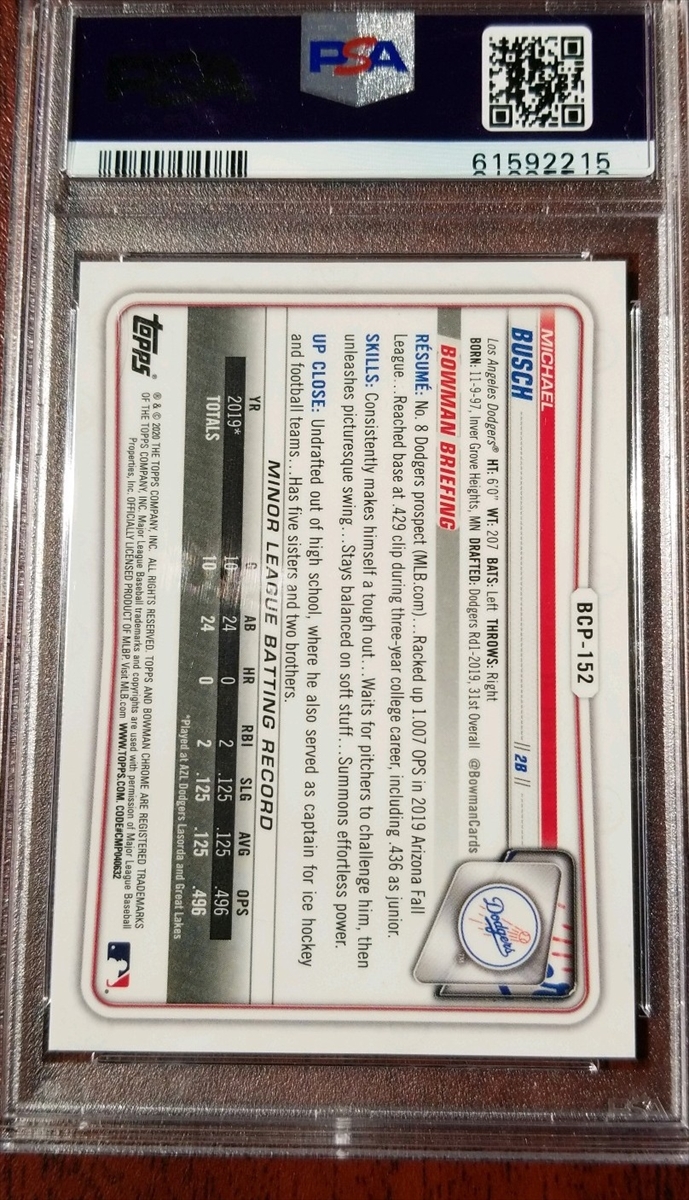 PSA
61592215
BCP-152
MICHAEL
BUSCH
// 2B //
Los Angeles Dodgers® HT: 6'0" WT: 207 BATS: Left THROWS: Right
BORN: 11-9-97, Inver Grove Heights, MN DRAFTED: Dodgers Rd1-2019, 31st Overall @BowmanCards
Dodgers
BOWMAN BRIEFING
RÉSUMÉ: No. 8 Dodgers prospect (MLB.com)...Racked up 1.007 OPS in 2019 Arizona Fall
League...Reached base at .429 clip during three-year college career, including .436 as junior.
SKILLS: Consistently makes himself a tough out...Waits for pitchers to challenge him, then
unleashes picturesque swing...Stays balanced on soft stuff...Summons effortless power.
UP CLOSE: Undrafted out of high school, where he also served as captain for ice hockey
and football teams...Has five sisters and two brothers.
MINOR LEAGUE BATTING RECORD
YR G AB HR RBI SLG AVG OPS
2019* 10 24 0 2 .125 .125 .496
TOTALS 10 24 0 2 .125 .125 .496
*Played at AZL Dodgers Lasorda and Great Lakes
topps®
® & © 2020 THE TOPPS COMPANY, INC. ALL RIGHTS RESERVED. TOPPS AND BOWMAN CHROME ARE REGISTERED TRADEMARKS
OF THE TOPPS COMPANY, INC. Major League Baseball trademarks and copyrights are used with permission of Major League Baseball
Properties, Inc. OFFICIALLY LICENSED PRODUCT OF MLBP. Visit MLB.com WWW.TOPPS.COM. CODE#CMP040632